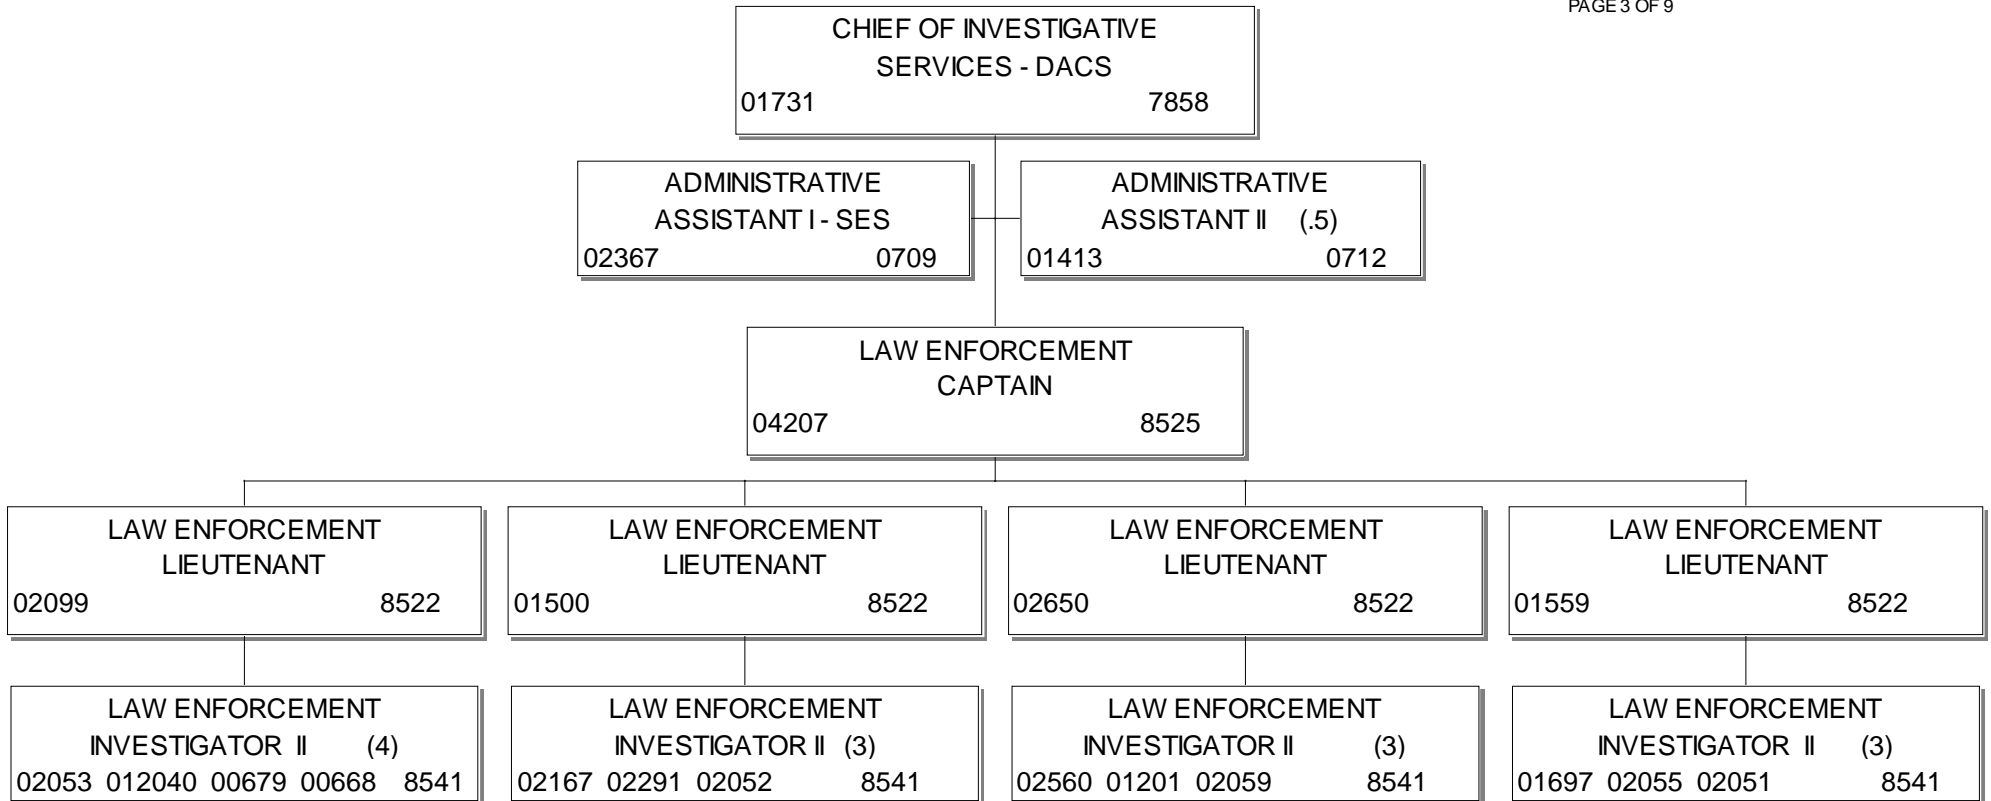 PAGE 3 OF 9
CHIEF OF INVESTIGATIVE
SERVICES - DACS
01731 7858
ADMINISTRATIVE
ASSISTANT I - SES
02367 0709
ADMINISTRATIVE
ASSISTANT II (.5)
01413 0712
LAW ENFORCEMENT
CAPTAIN
04207 8525
LAW ENFORCEMENT
LIEUTENANT
02099 8522
LAW ENFORCEMENT
LIEUTENANT
01500 8522
LAW ENFORCEMENT
LIEUTENANT
02650 8522
LAW ENFORCEMENT
LIEUTENANT
01559 8522
LAW ENFORCEMENT
INVESTIGATOR II (4)
02053 012040 00679 00668 8541
LAW ENFORCEMENT
INVESTIGATOR II (3)
02167 02291 02052 8541
LAW ENFORCEMENT
INVESTIGATOR II (3)
02560 01201 02059 8541
LAW ENFORCEMENT
INVESTIGATOR II (3)
01697 02055 02051 8541